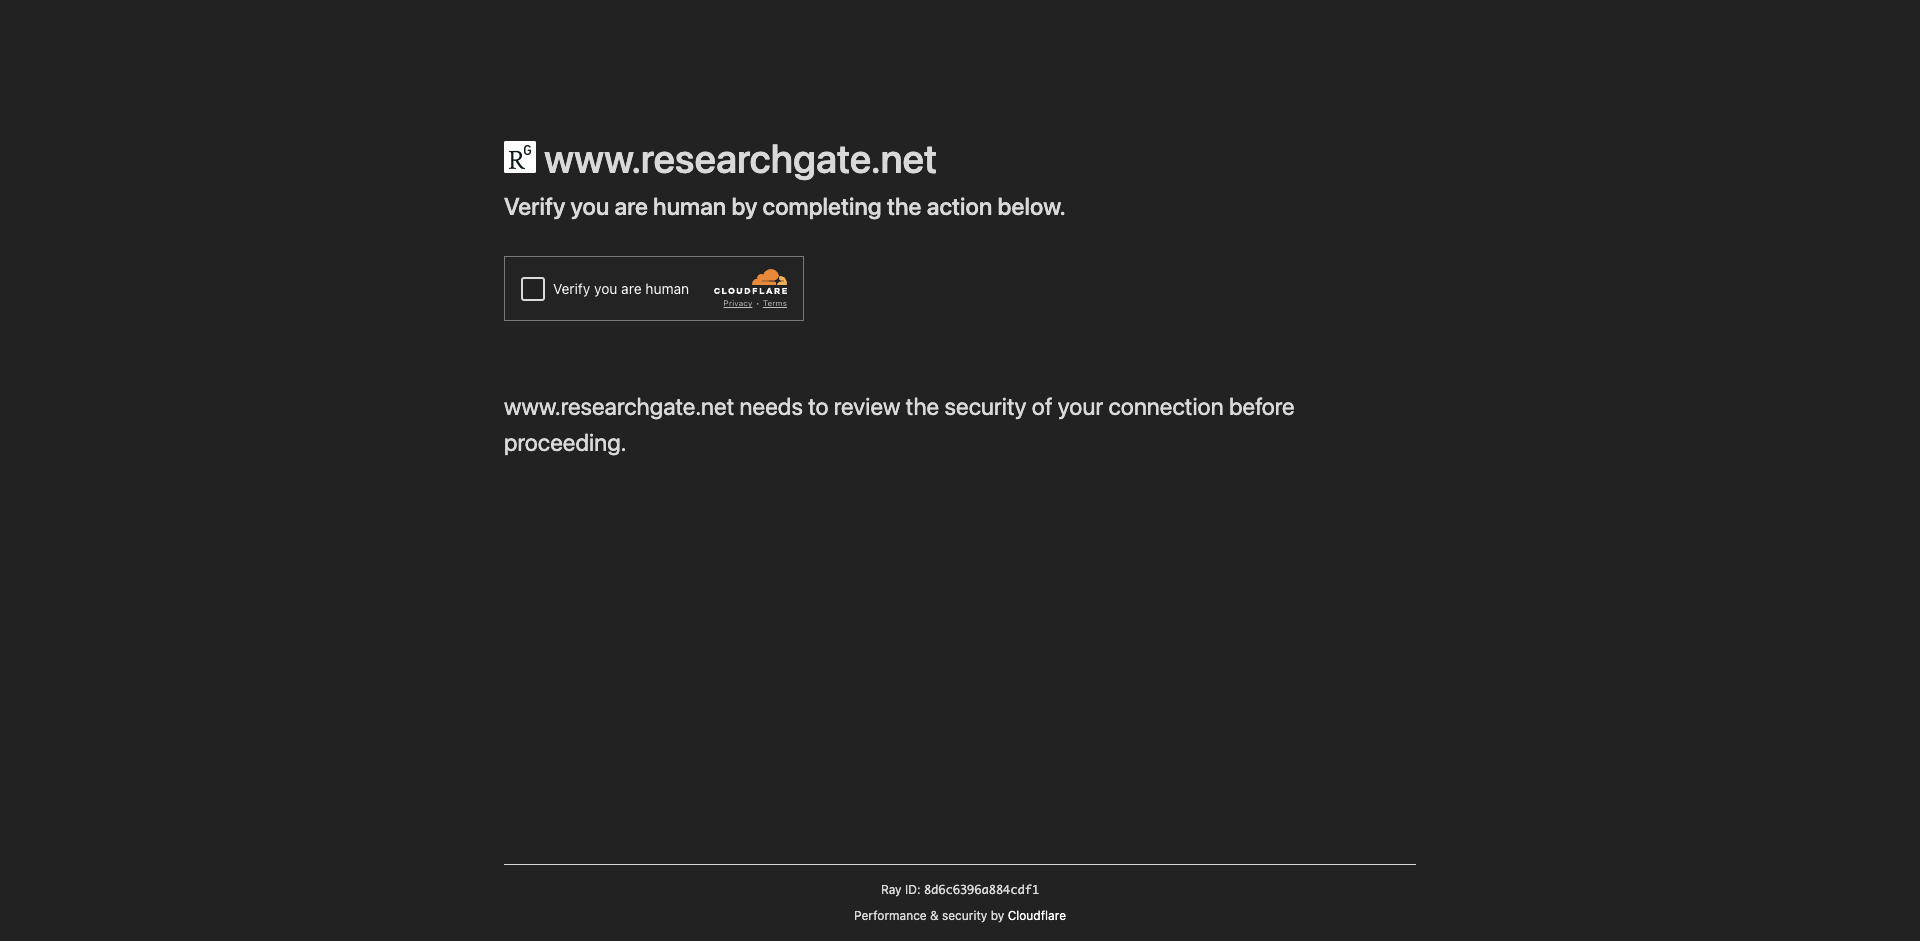 RG www.researchgate.net
Verify you are human by completing the action below.
Verify you are human
CLOUDFLARE
Privacy • Terms
www.researchgate.net needs to review the security of your connection before
proceeding.
Ray ID: 8d6c6396a884cdf1
Performance & security by Cloudflare